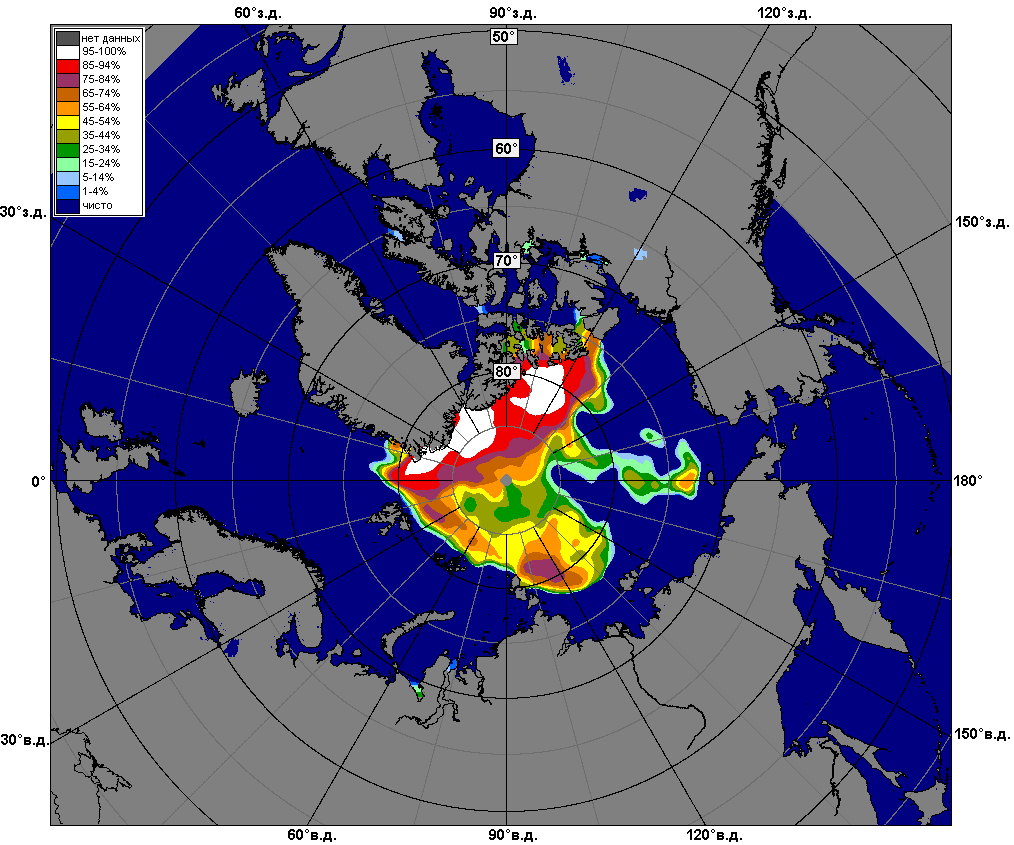 60°з.д.
90°з.д.
120°з.д.
50°
нет данных
95-100%
85-94%
75-84%
65-74%
55-64%
45-54%
35-44%
25-34%
15-24%
5-14%
1-4%
чисто
60°
30°з.д.
150°з.д.
70°
80°
0°
180°
30°в.д.
150°в.д.
60°в.д.
90°в.д.
120°в.д.